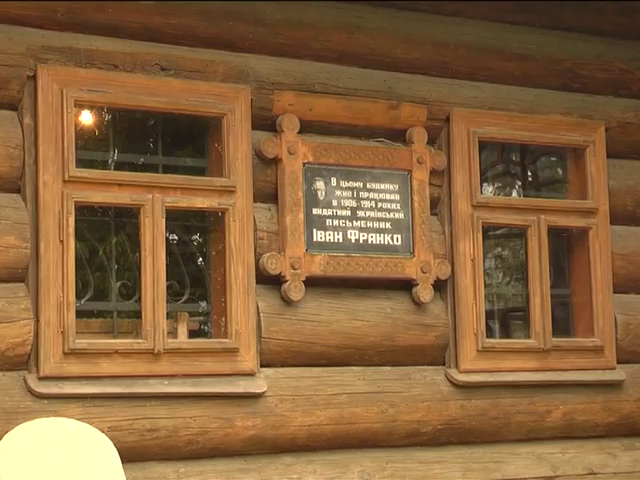 В цьому будинку
жив і працював
в 1906-1914 роках
видатний український
письменник
Іван Франко